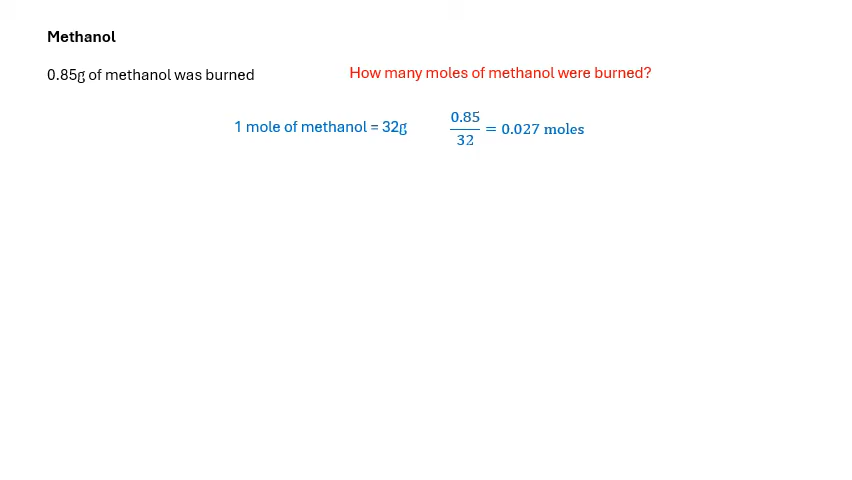 Methanol
0.85g of methanol was burned
How many moles of methanol were burned?
1 mole of methanol = 32g
0.85
32
= 0.027 moles